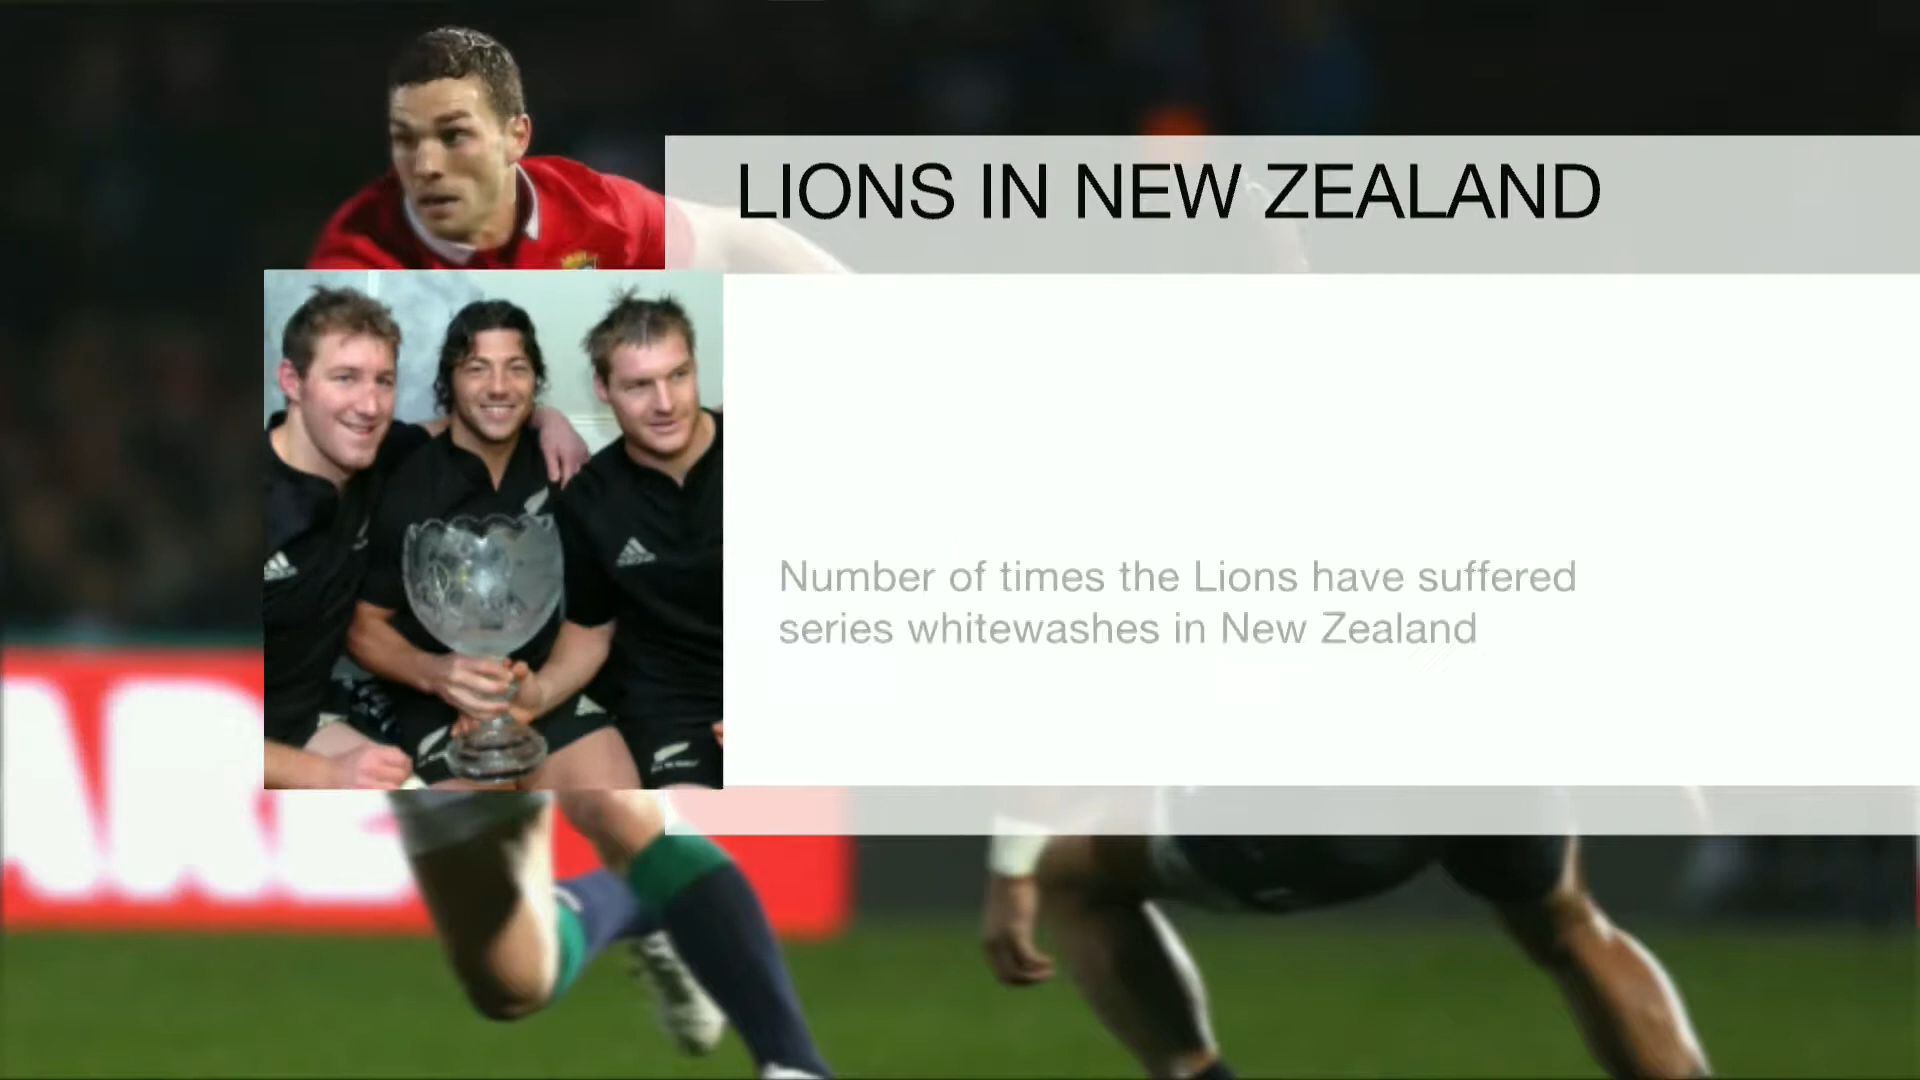 LIONS IN NEW ZEALAND
Number of times the Lions have suffered
series whitewashes in New Zealand